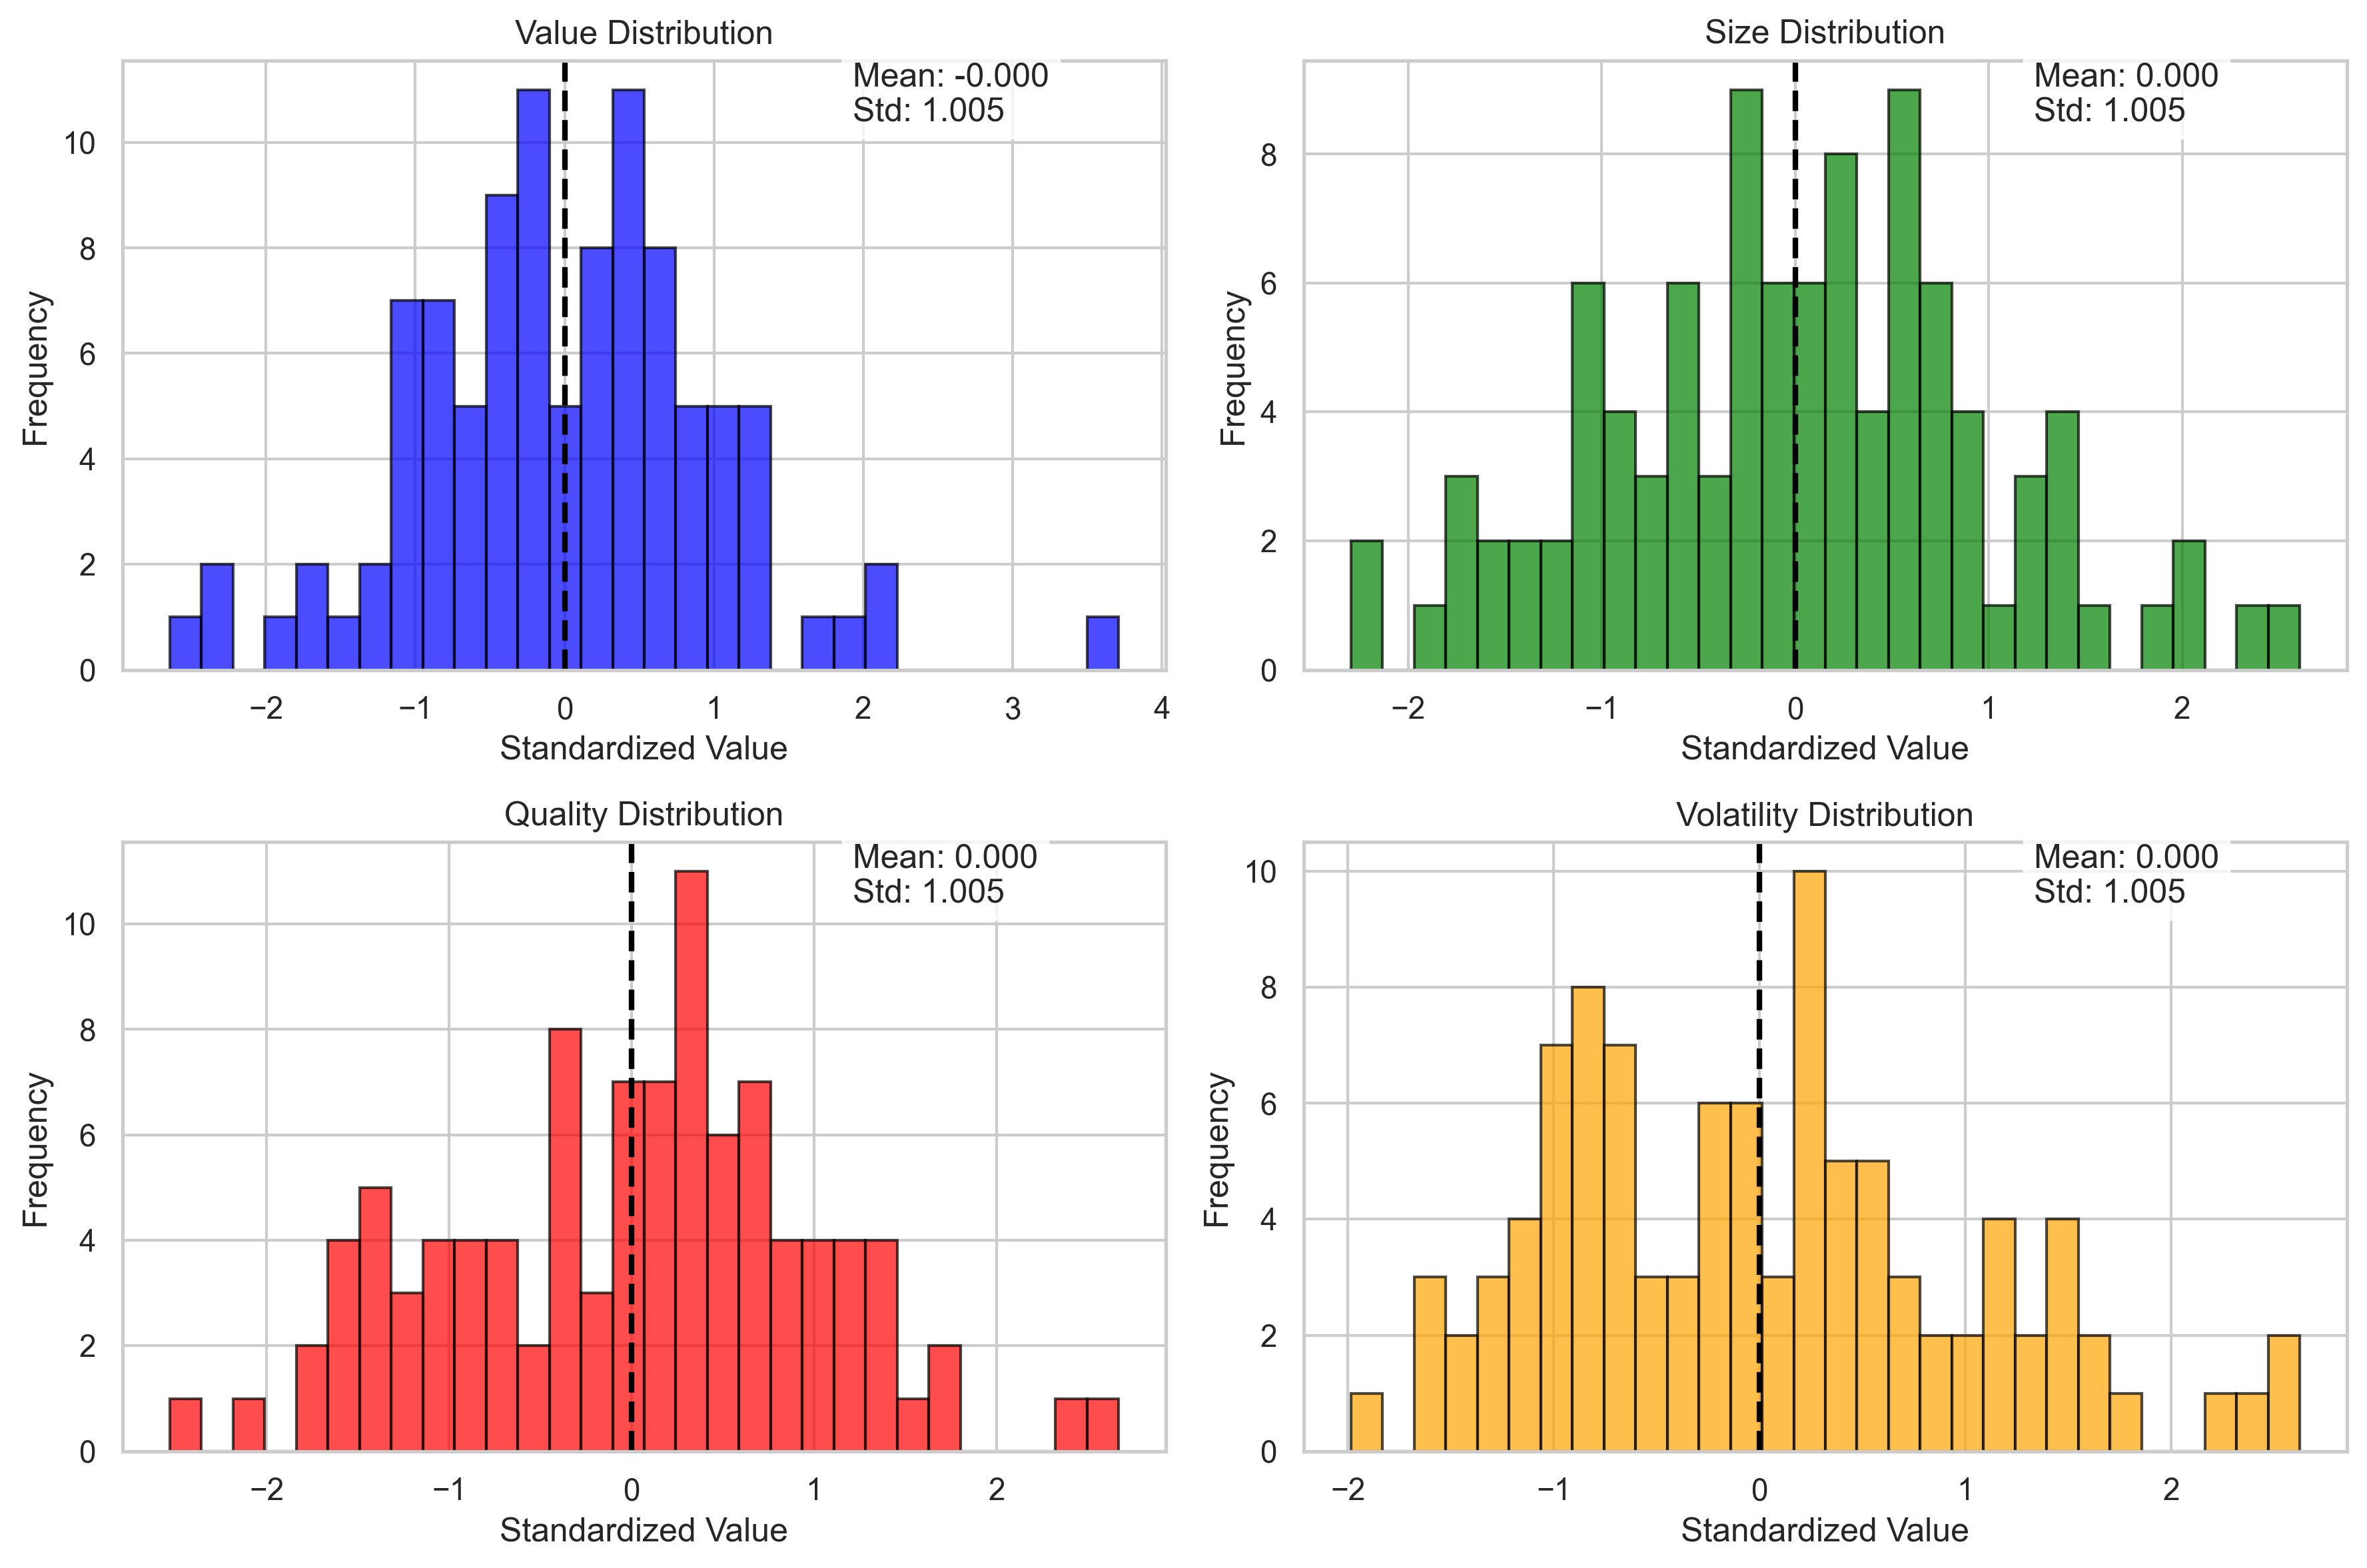 Value Distribution
Mean: -0.000
Std: 1.005
Frequency
10
8
6
4
2
0
−2 −1 0 1 2 3 4
Standardized Value
Size Distribution
Mean: 0.000
Std: 1.005
Frequency
8
6
4
2
0
−2 −1 0 1 2
Standardized Value
Quality Distribution
Mean: 0.000
Std: 1.005
Frequency
10
8
6
4
2
0
−2 −1 0 1 2
Standardized Value
Volatility Distribution
Mean: 0.000
Std: 1.005
Frequency
10
8
6
4
2
0
−2 −1 0 1 2
Standardized Value